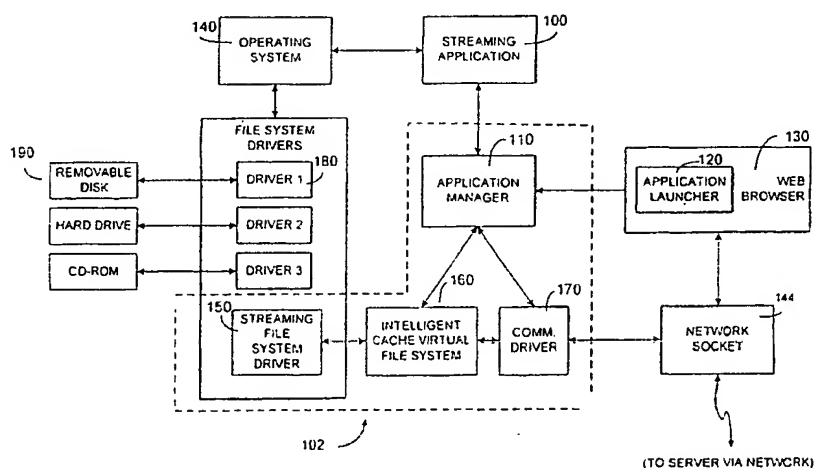 140
OPERATING
SYSTEM
100
STREAMING
APPLICATION
FILE SYSTEM
DRIVERS
190
REMOVABLE
DISK
DRIVER 1
180
HARD DRIVE
DRIVER 2
CD-ROM
DRIVER 3
110
APPLICATION
MANAGER
120
130
APPLICATION
LAUNCHER
WEB
BROWSER
150
STREAMING
FILE
SYSTEM
DRIVER
160
INTELLIGENT
CACHE VIRTUAL
FILE SYSTEM
170
COMM.
DRIVER
144
NETWORK
SOCKET
102
(TO SERVER VIA NETWORK)